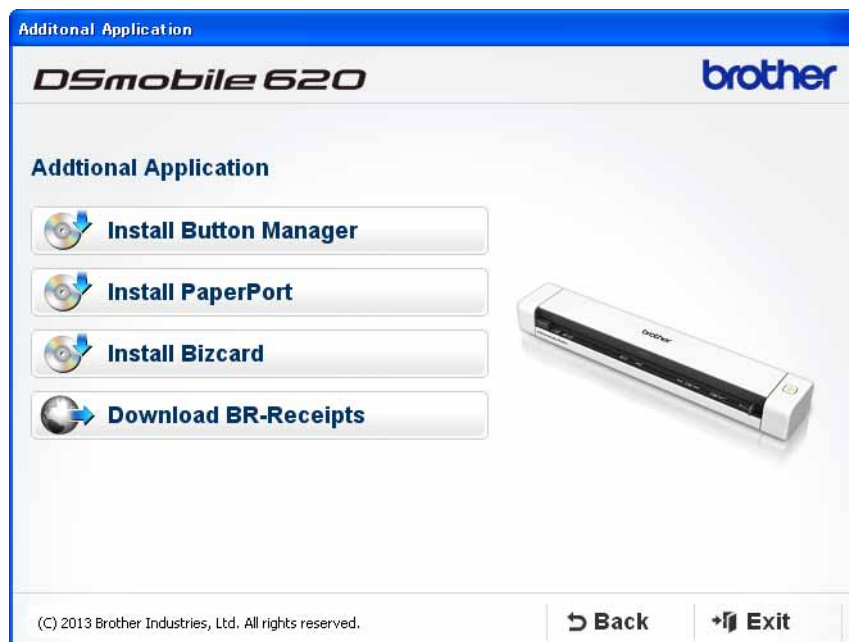 Additonal Application
DSmobile 620
brother
Addtional Application
Install Button Manager
Install PaperPort
Install Bizcard
Download BR-Receipts
brother
(C) 2013 Brother Industries, Ltd. All rights reserved.
Back
Exit